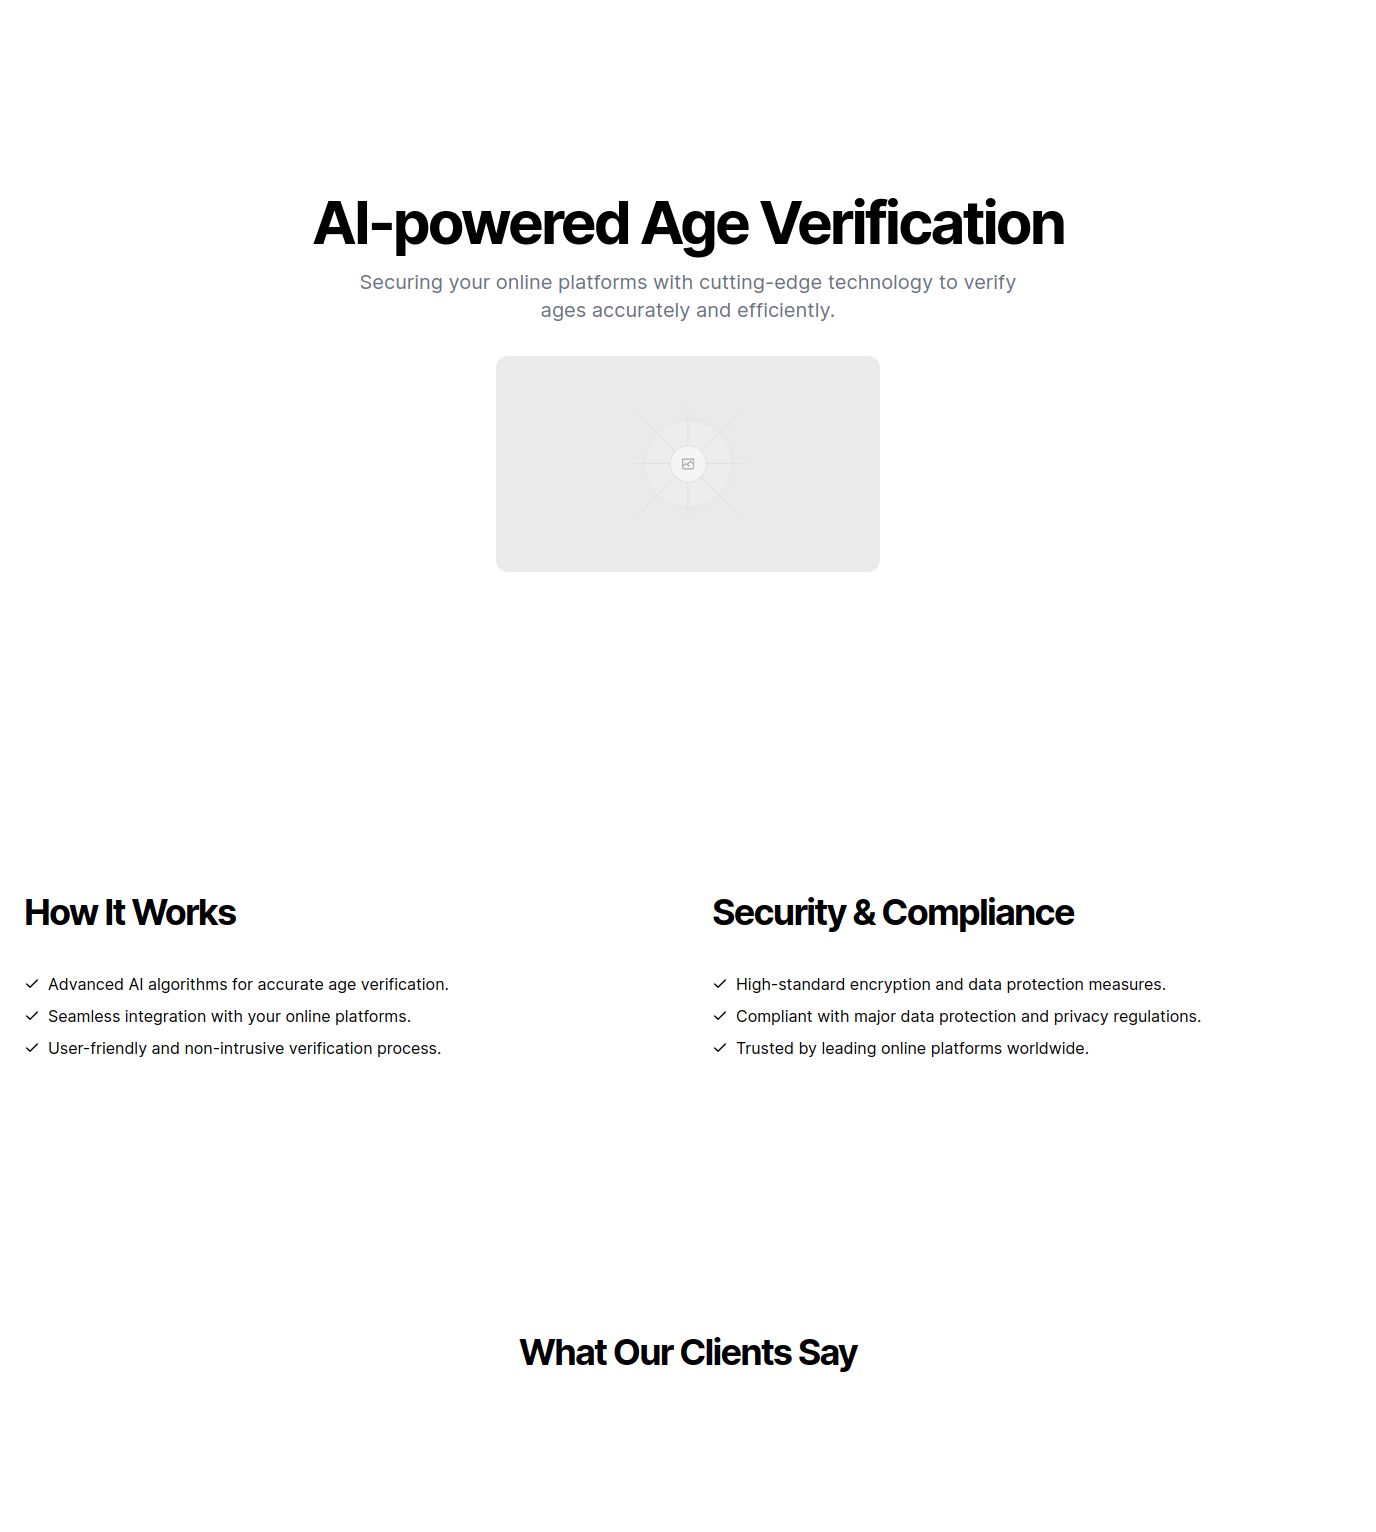 AI-powered Age Verification
Securing your online platforms with cutting-edge technology to verify
ages accurately and efficiently.
How It Works
Advanced AI algorithms for accurate age verification.
Seamless integration with your online platforms.
User-friendly and non-intrusive verification process.
Security & Compliance
High-standard encryption and data protection measures.
Compliant with major data protection and privacy regulations.
Trusted by leading online platforms worldwide.
What Our Clients Say